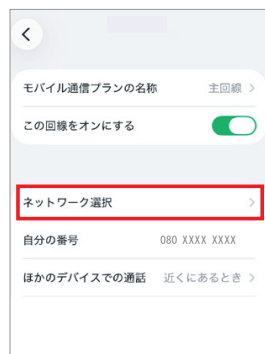 モバイル通信プランの名称 主回線
この回線をオンにする
ネットワーク選択
自分の番号 080 XXXX XXXX
ほかのデバイスでの通話 近くにあるとき